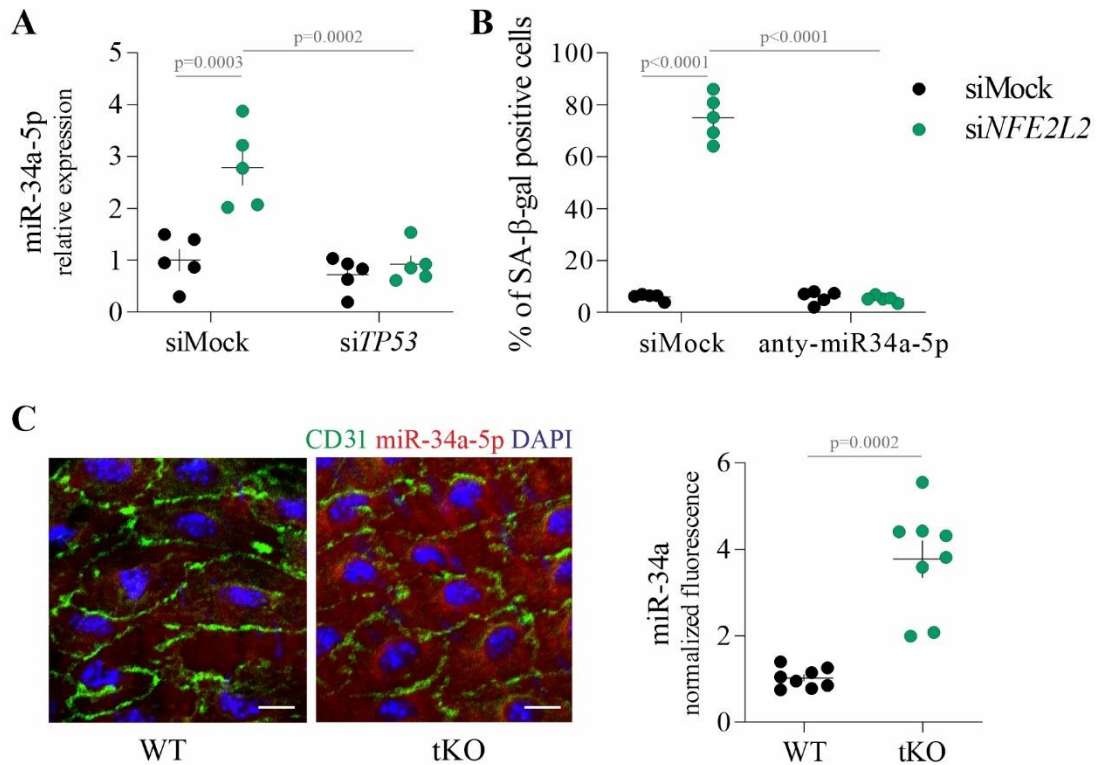 A
p=0.0002
p=0.0003
miR-34a-5p
relative expression
5
4
3
2
1
0
siMock
siTP53
B
p<0.0001
p<0.0001
% of SA-β-gal positive cells
100
80
60
40
20
0
siMock
anty-miR34a-5p
siMock
siNFE2L2
C
CD31 miR-34a-5p DAPI
WT
tKO
p=0.0002
miR-34a
normalized fluorescence
6
4
2
0
WT
tKO